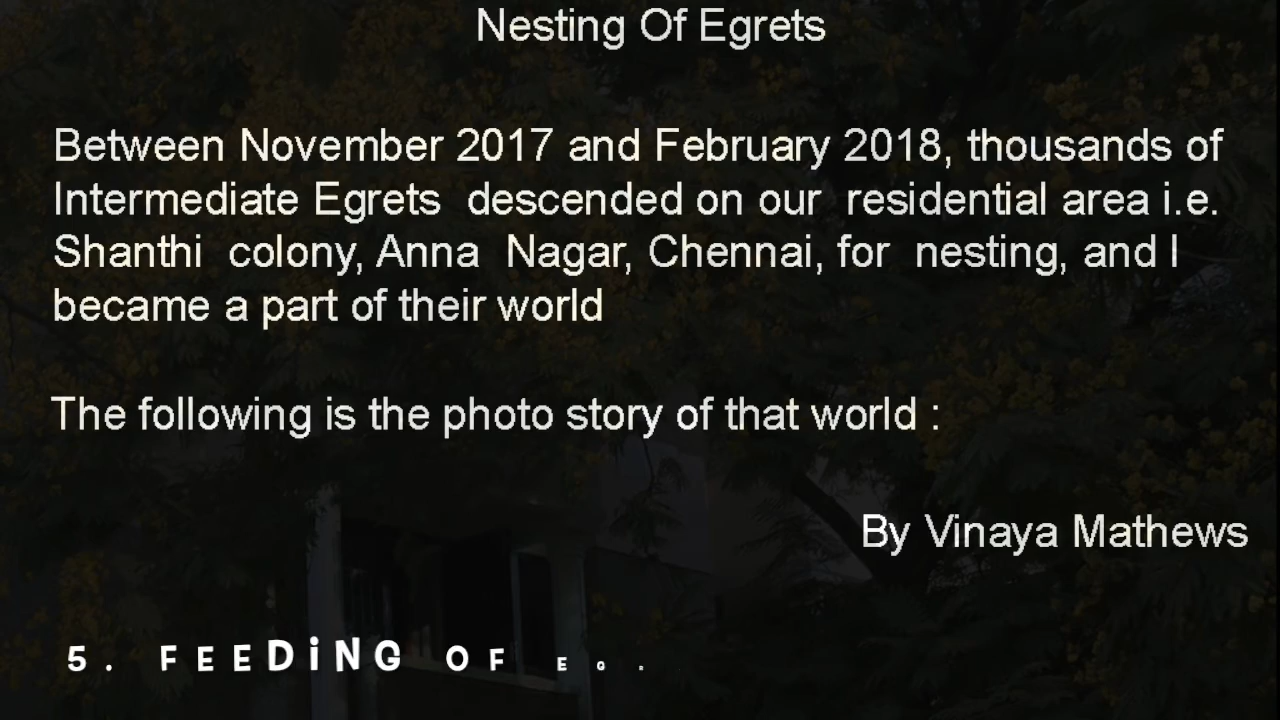 Nesting Of Egrets
Between November 2017 and February 2018, thousands of
Intermediate Egrets descended on our residential area i.e.
Shanthi colony, Anna Nagar, Chennai, for nesting, and I
became a part of their world
The following is the photo story of that world :
By Vinaya Mathews
5. FEEDiNG OF EG